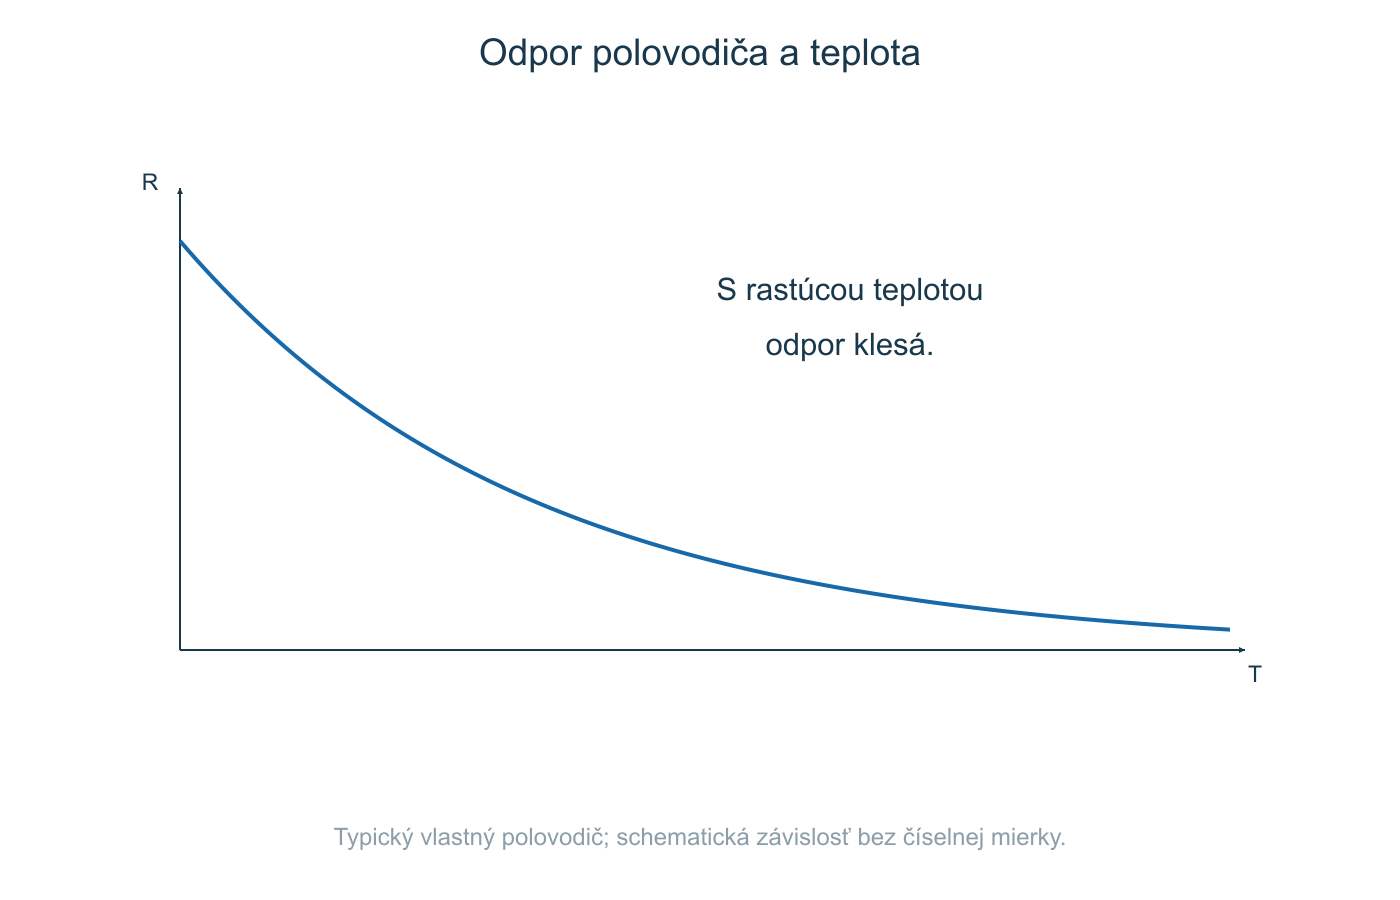 Odpor polovodiča a teplota
R
S rastúcou teplotou
odpor klesá.
T
Typický vlastný polovodič; schematická závislosť bez číselnej mierky.